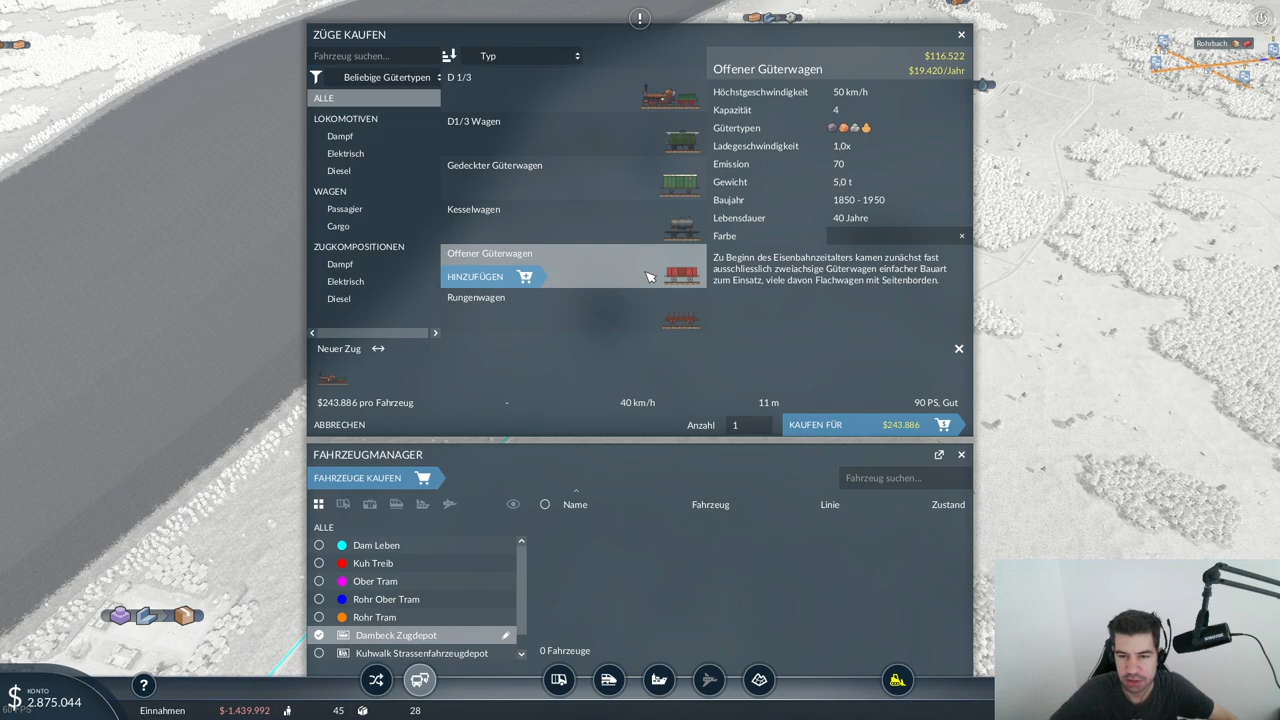 ZÜGE KAUFEN
Fahrzeug suchen...
Typ
Beliebige Gütertypen
ALLE
LOKOMOTIVEN
Dampf
Elektrisch
Diesel
WAGEN
Passagier
Cargo
ZUGKOMPOSITIONEN
Dampf
Elektrisch
Diesel
D 1/3
D1/3 Wagen
Gedeckter Güterwagen
Kesselwagen
Offener Güterwagen
HINZUFÜGEN
Rungenwagen
$116.522
Offener Güterwagen
$19.420/Jahr
Höchstgeschwindigkeit 50 km/h
Kapazität 4
Gütertypen
Ladegeschwindigkeit 1,0x
Emission 70
Gewicht 5,0 t
Baujahr 1850 - 1950
Lebensdauer 40 Jahre
Farbe
Zu Beginn des Eisenbahnzeitalters kamen zunächst fast
ausschliesslich zweiachsige Güterwagen einfacher Bauart
zum Einsatz, viele davon Flachwagen mit Seitenborden.
Rohrbach
Neuer Zug
$243.886 pro Fahrzeug - 40 km/h 11 m 90 PS, Gut
ABBRECHEN Anzahl 1 KAUFEN FÜR $243.886
FAHRZEUGMANAGER
FAHRZEUGE KAUFEN Fahrzeug suchen...
Name Fahrzeug Linie Zustand
ALLE
Dam Leben
Kuh Treib
Ober Tram
Rohr Ober Tram
Rohr Tram
Dambeck Zugdepot
Kuhwalk Strassenfahrzeugdepot
0 Fahrzeuge
SHURE
KONTO
$ 2.875.044
60 FPS
Einnahmen $-1.439.992 45 28